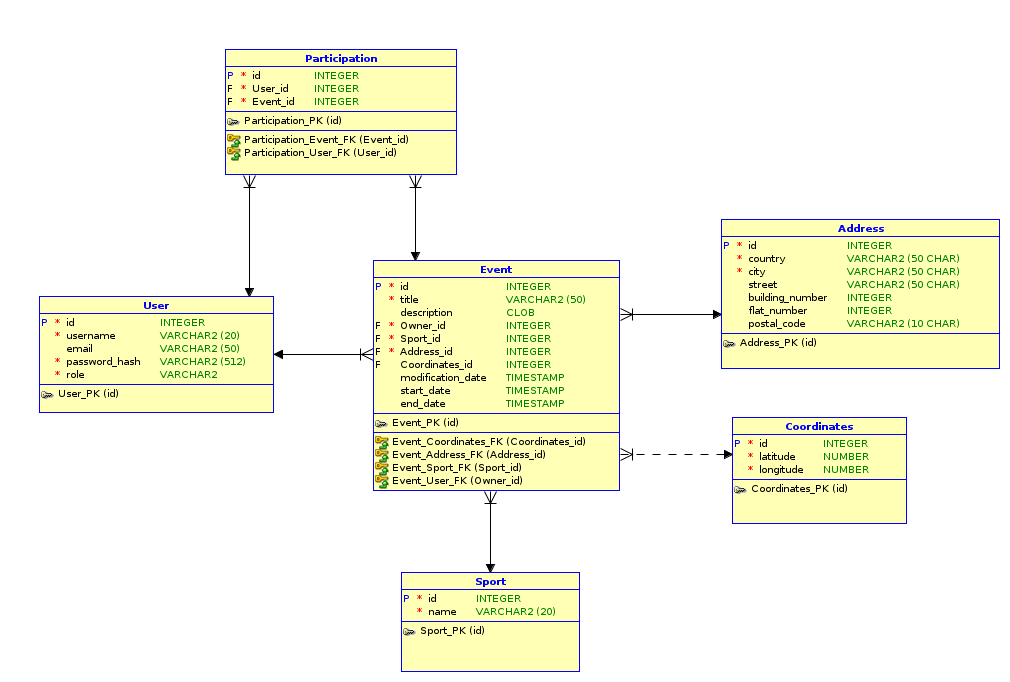 Participation
P * id INTEGER
F * User_id INTEGER
F * Event_id INTEGER
Participation_PK (id)
Participation_Event_FK (Event_id)
Participation_User_FK (User_id)
Address
P * id INTEGER
* country VARCHAR2 (50 CHAR)
* city VARCHAR2 (50 CHAR)
street VARCHAR2 (50 CHAR)
building_number INTEGER
flat_number INTEGER
postal_code VARCHAR2 (10 CHAR)
Address_PK (id)
Event
P * id INTEGER
* title VARCHAR2 (50)
description CLOB
F * Owner_id INTEGER
F * Sport_id INTEGER
F * Address_id INTEGER
F Coordinates_id INTEGER
modification_date TIMESTAMP
start_date TIMESTAMP
end_date TIMESTAMP
Event_PK (id)
Event_Coordinates_FK (Coordinates_id)
Event_Address_FK (Address_id)
Event_Sport_FK (Sport_id)
Event_User_FK (Owner_id)
User
P * id INTEGER
* username VARCHAR2 (20)
email VARCHAR2 (50)
* password_hash VARCHAR2 (512)
* role VARCHAR2
User_PK (id)
Coordinates
P * id INTEGER
* latitude NUMBER
* longitude NUMBER
Coordinates_PK (id)
Sport
P * id INTEGER
* name VARCHAR2 (20)
Sport_PK (id)